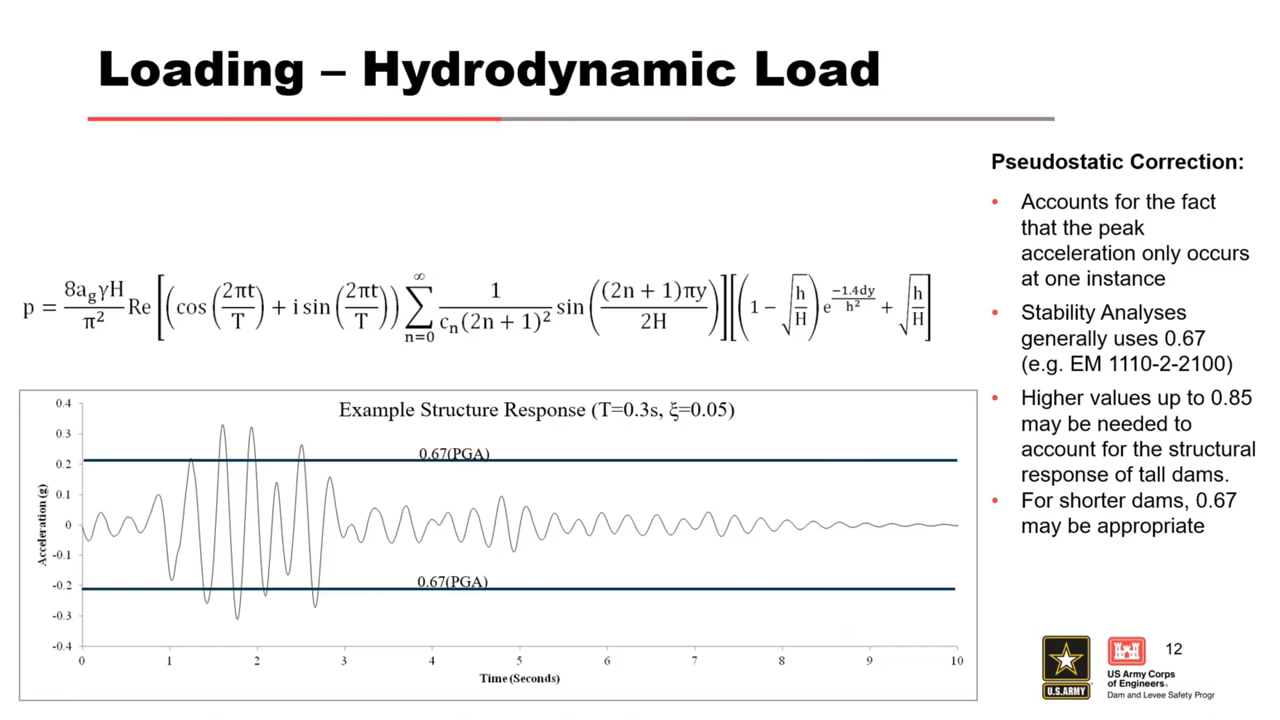 Loading – Hydrodynamic Load
p = 8a_gγH/π² Re [(cos(2πt/T) + i sin(2πt/T)) ∑_{n=0}^{∞} 1/(c_n(2n + 1)²) sin((2n + 1)πy/2H)] [(1 − √(h/H)) e^(−1.4dy/h²) + √(h/H)]
Example Structure Response (T=0.3s, ξ=0.05)
0.67(PGA)
0.67(PGA)
Acceleration (g)
0.4
0.3
0.2
0.1
0
-0.1
-0.2
-0.3
-0.4
0 1 2 3 4 5 6 7 8 9 10
Time (Seconds)
Pseudostatic Correction:
• Accounts for the fact
that the peak
acceleration only occurs
at one instance
• Stability Analyses
generally uses 0.67
(e.g. EM 1110-2-2100)
• Higher values up to 0.85
may be needed to
account for the structural
response of tall dams.
• For shorter dams, 0.67
may be appropriate
U.S. ARMY
US Army Corps
of Engineers®
Dam and Levee Safety Progr
12